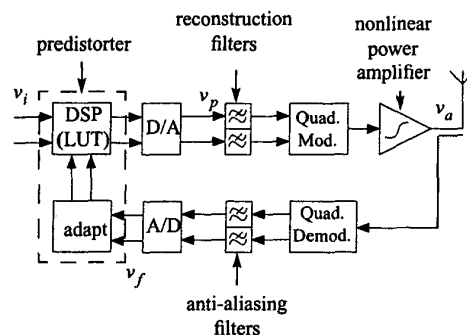 reconstruction
filters
nonlinear
power
amplifier
predistorter
v_i
DSP
(LUT)
D/A
v_p
Quad.
Mod.
v_a
adapt
A/D
Quad.
Demod.
v_f
anti-aliasing
filters